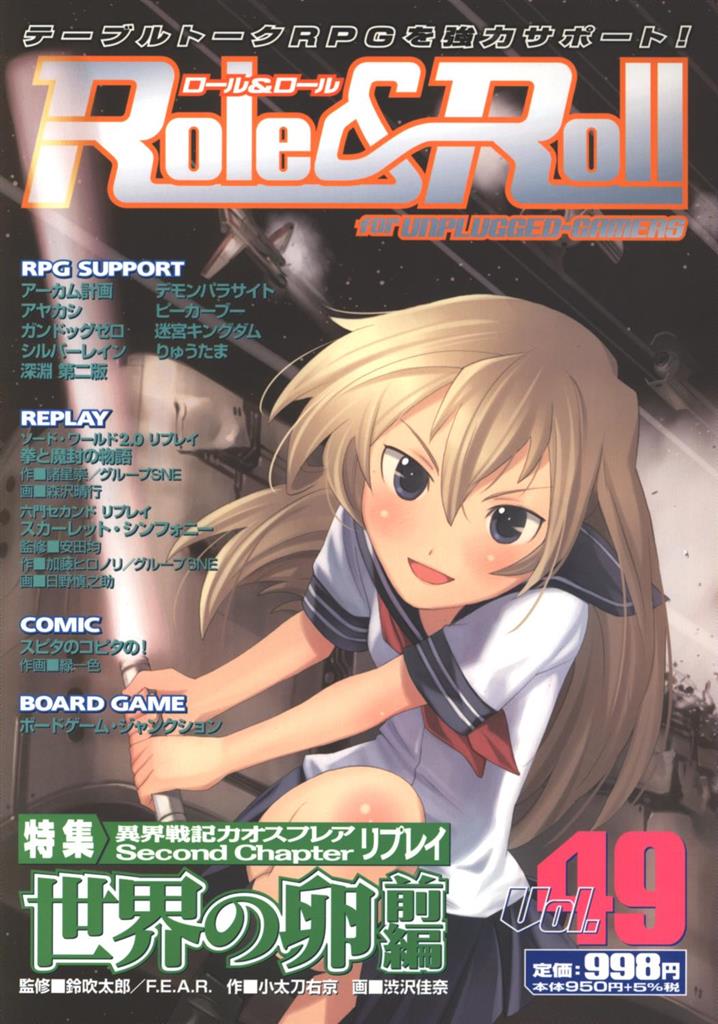 テーブルトークRPGを強力サポート!
ロール&ロール
Role&Roll
for UNPLUGGED-GAMERS
RPG SUPPORT
アーカム計画 デモンパラサイト
アヤカシ ピーカーブー
ガンドッグゼロ 迷宮キングダム
シルバーレイン りゅうたま
深淵 第二版
REPLAY
ソード・ワールド2.0 リプレイ
拳と魔封の物語
作■諸星崇/グループSNE
画■森沢晴行
六門セカンド リプレイ
スカーレット・シンフォニー
監修■安田均
作■加藤ヒロノリ/グループSNE
画■日野慎之助
COMIC
スピタのコピタの!
作画■緑一色
BOARD GAME
ボードゲーム・ジャンクション
特集 異界戦記カオスフレア
Second Chapter リプレイ
世界の卵 前編
監修■鈴吹太郎/F.E.A.R. 作■小太刀右京 画■渋沢佳奈
Vol.49
定価:998円
本体950円+5%税